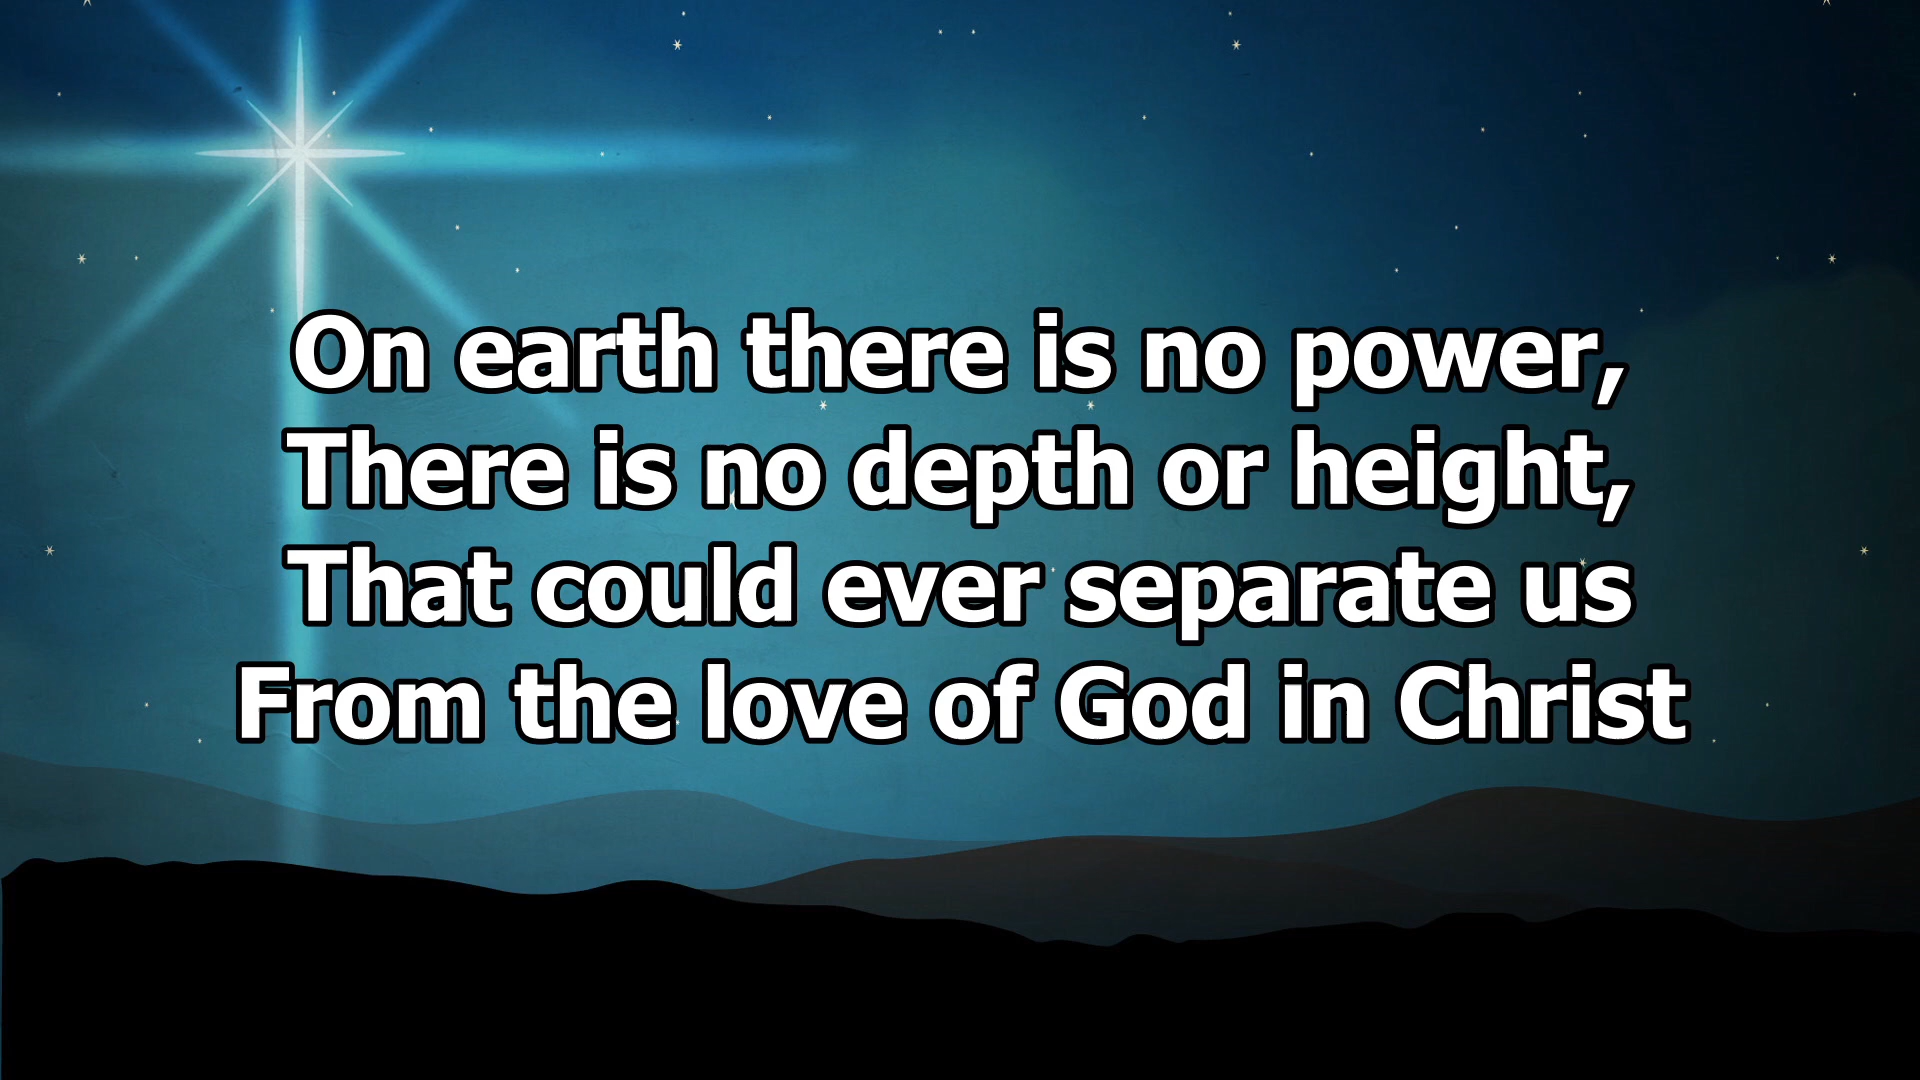 On earth there is no power,
There is no depth or height,
That could ever separate us
From the love of God in Christ